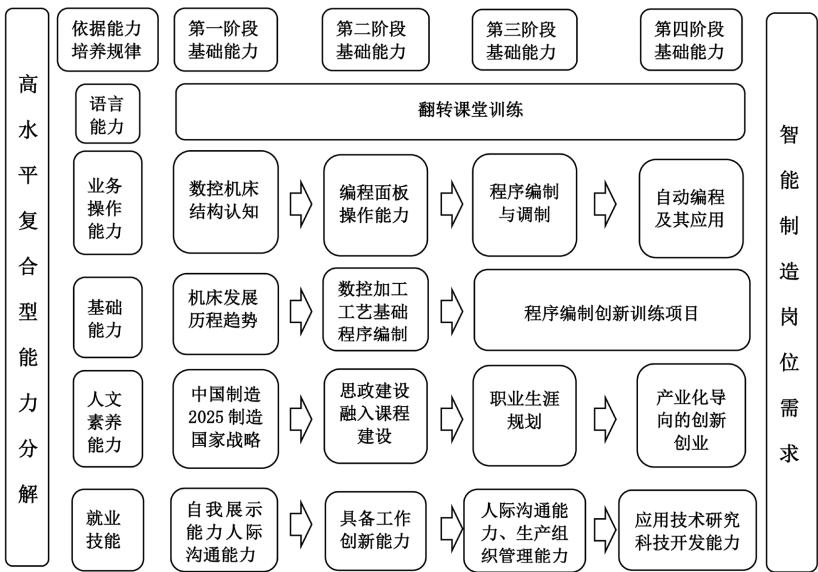 高水平复合型能力分解
依据能力
培养规律
第一阶段
基础能力
第二阶段
基础能力
第三阶段
基础能力
第四阶段
基础能力
语言
能力
翻转课堂训练
业务
操作
能力
数控机床
结构认知
编程面板
操作能力
程序编制
与调制
自动编程
及其应用
基础
能力
机床发展
历程趋势
数控加工
工艺基础
程序编制
程序编制创新训练项目
人文
素养
能力
中国制造
2025制造
国家战略
思政建设
融入课程
建设
职业生涯
规划
产业化导
向的创新
创业
就业
技能
自我展示
能力人际
沟通能力
具备工作
创新能力
人际沟通能
力、生产组
织管理能力
应用技术研究
科技开发能力
智能制造岗位需求